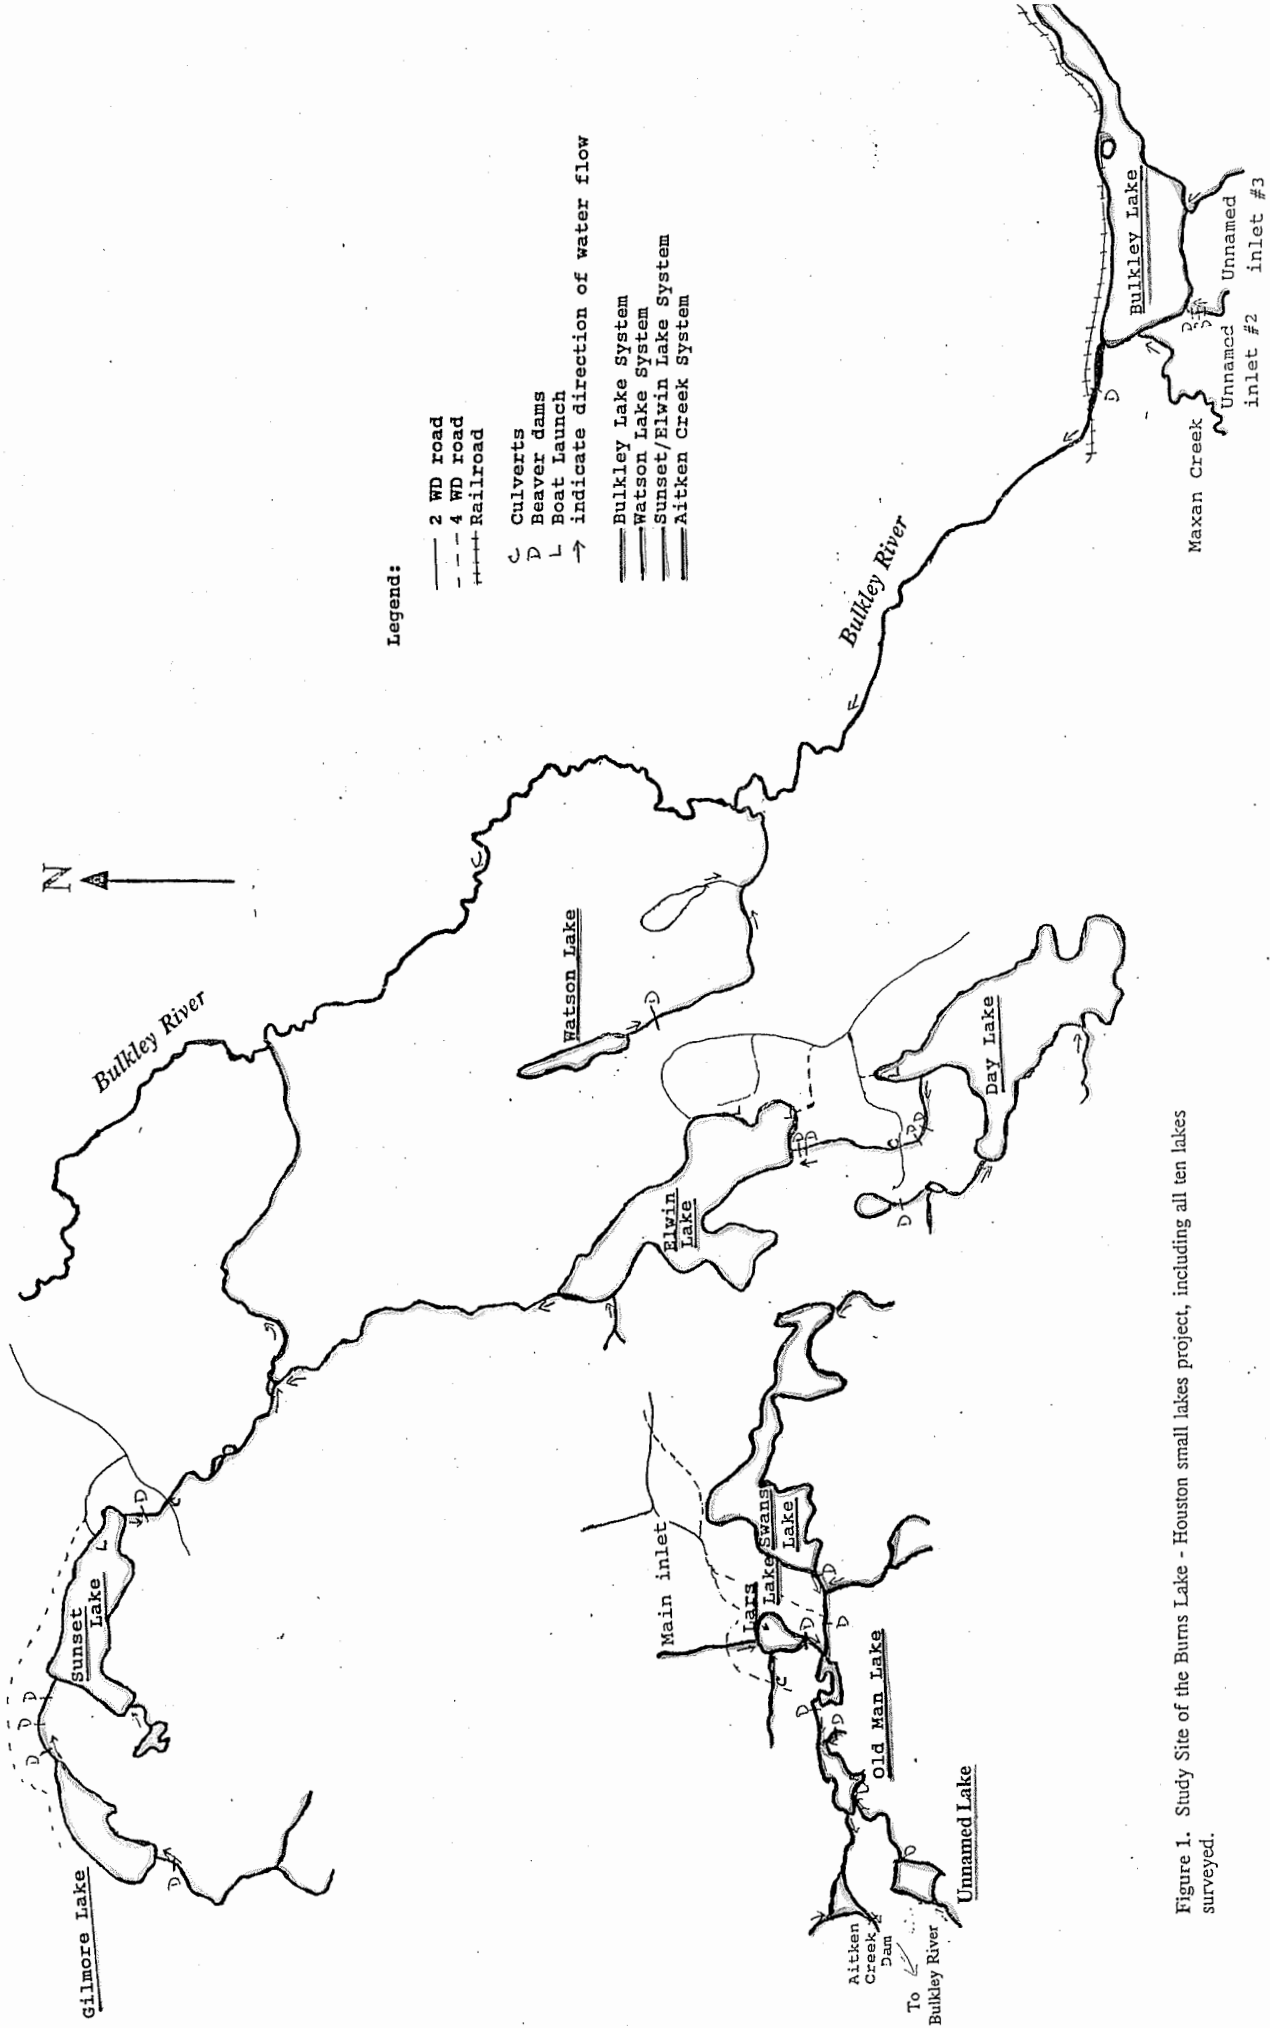 N
Bulkley River
Gilmore Lake
Sunset
Lake
D
D
D
D
D
L
C
Legend:
2 WD road
4 WD road
Railroad
C Culverts
D Beaver dams
L Boat Launch
→ indicate direction of water flow
Bulkley Lake System
Watson Lake System
Sunset/Elwin Lake System
Aitken Creek System
Watson Lake
D
Elwin
Lake
L
L
D
D
Day Lake
L
D
D
C
D
Bulkley River
Bulkley Lake
D
D
D
Maxan Creek
Unnamed
inlet #2
Unnamed
inlet #3
Main inlet
Lars
Lake
Swans
Lake
D
D
D
C
D
D
Old Man Lake
D
D
Unnamed Lake
Aitken
Creek
Dam
To
Bulkley River
Figure 1. Study Site of the Burns Lake - Houston small lakes project, including all ten lakes
surveyed.